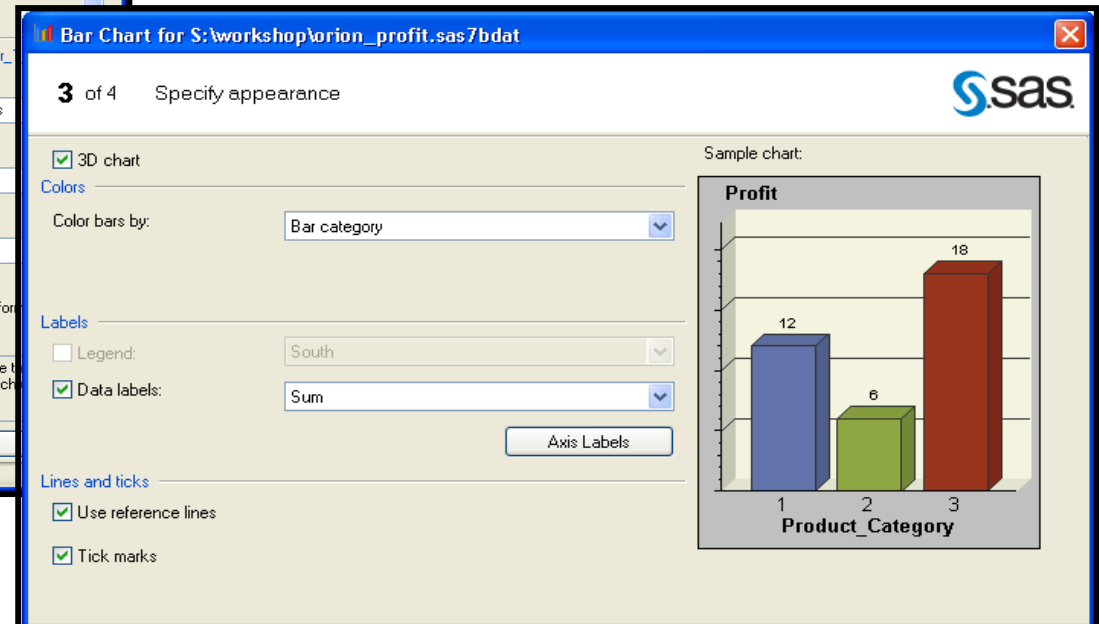 Bar Chart for S:\workshop\orion_profit.sas7bdat
3 of 4 Specify appearance
sas
3D chart
Colors
Color bars by: Bar category
Labels
Legend: South
Data labels: Sum
Axis Labels
Lines and ticks
Use reference lines
Tick marks
Sample chart:
Profit
18
12
6
1 2 3
Product_Category